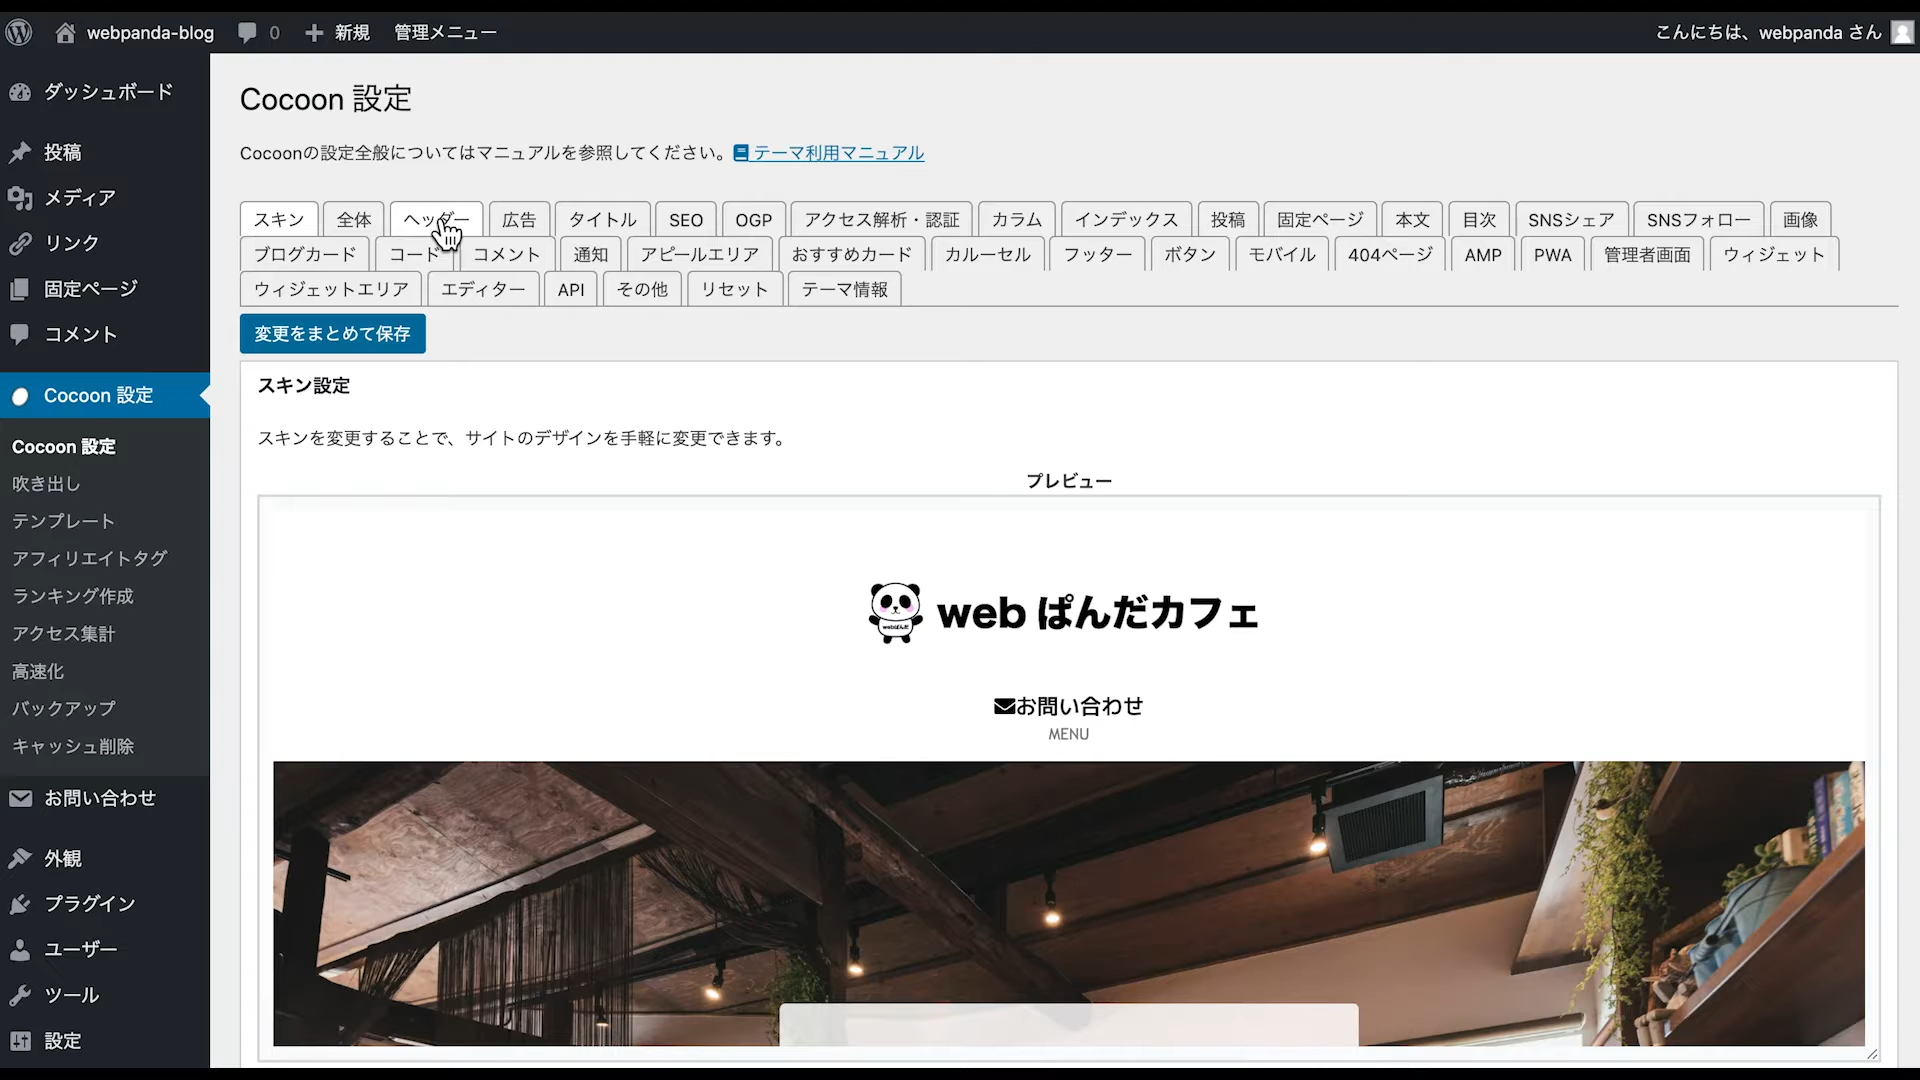 webpanda-blog 0 新規 管理メニュー こんにちは、webpanda さん
ダッシュボード
投稿
メディア
リンク
固定ページ
コメント
Cocoon 設定
Cocoon 設定
吹き出し
テンプレート
アフィリエイトタグ
ランキング作成
アクセス集計
高速化
バックアップ
キャッシュ削除
お問い合わせ
外観
プラグイン
ユーザー
ツール
設定
Cocoon 設定
Cocoonの設定全般についてはマニュアルを参照してください。 テーマ利用マニュアル
スキン 全体 ヘッダー 広告 タイトル SEO OGP アクセス解析・認証 カラム インデックス 投稿 固定ページ 本文 目次 SNSシェア SNSフォロー 画像
ブログカード コード コメント 通知 アピールエリア おすすめカード カルーセル フッター ボタン モバイル 404ページ AMP PWA 管理者画面 ウィジェット
ウィジェットエリア エディター API その他 リセット テーマ情報
変更をまとめて保存
スキン設定
スキンを変更することで、サイトのデザインを手軽に変更できます。
プレビュー
webぱんだ
web ぱんだカフェ
お問い合わせ
MENU